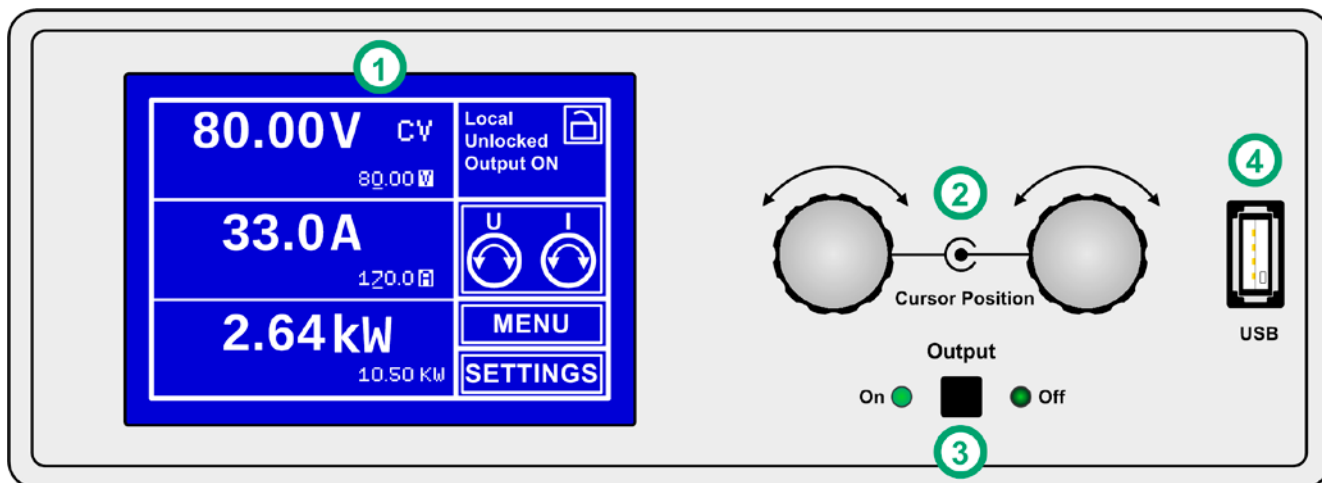 1
80.00V CV
80.00 V
Local
Unlocked
Output ON
33.0A
170.0 A
U I
2.64kW
10.50 KW
MENU
SETTINGS
2
Cursor Position
Output
On Off
3
4
USB